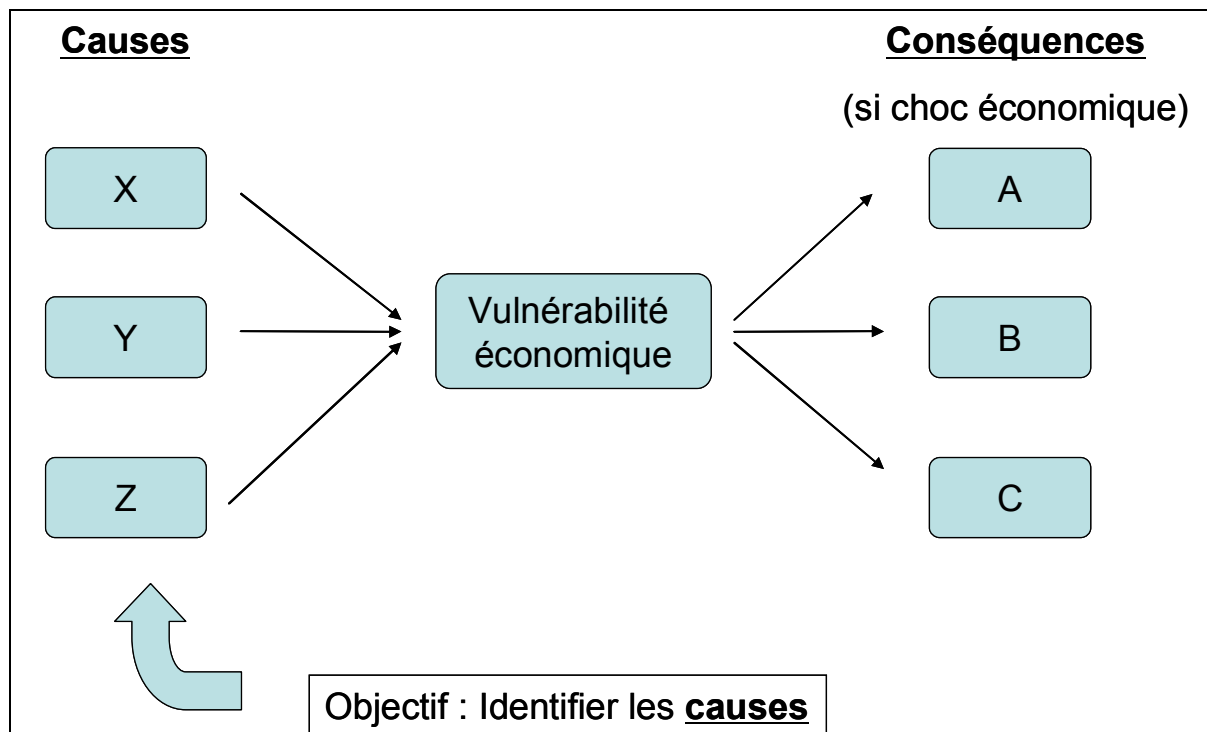 Causes
Conséquences
(si choc économique)
X
A
Vulnérabilité
économique
Y
B
Z
C
Objectif : Identifier les causes